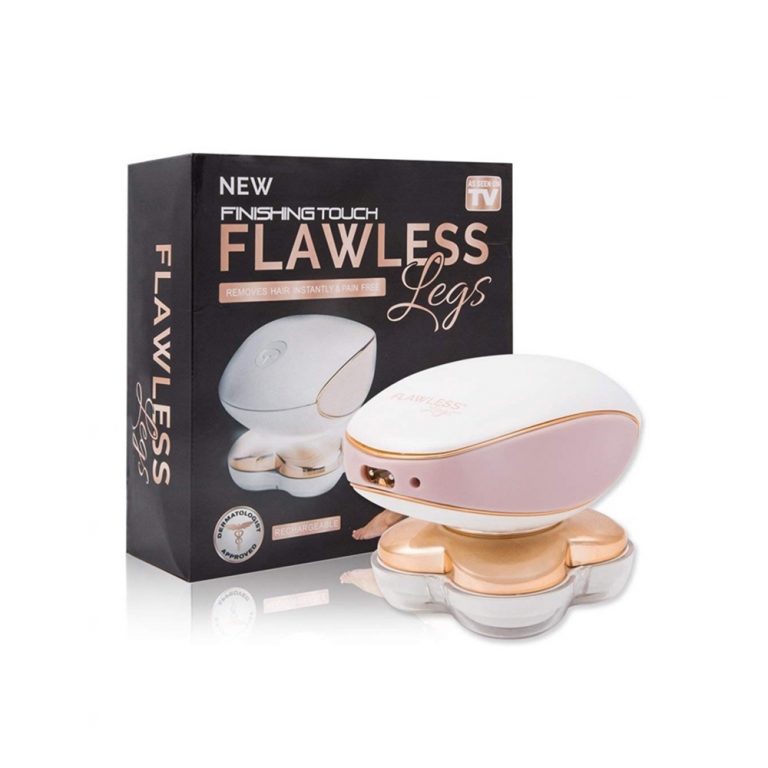 NEW
FINISHING TOUCH
FLAWLESS
Legs
REMOVES HAIR INSTANTLY & PAIN FREE
AS SEEN ON
TV
FLAWLESS
Legs
DERMATOLOGIST
APPROVED
RECHARGEABLE
FLAWLESS
Legs